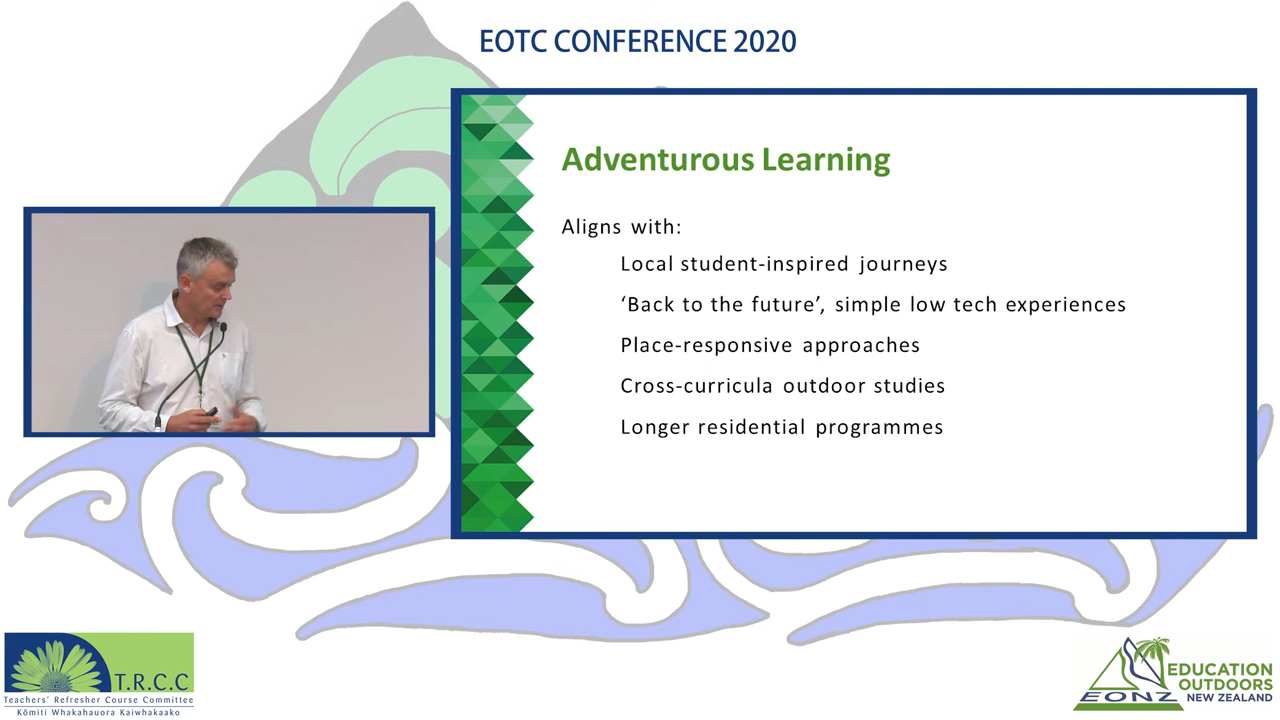 EOTC CONFERENCE 2020
Adventurous Learning
Aligns with:
Local student-inspired journeys
‘Back to the future’, simple low tech experiences
Place-responsive approaches
Cross-curricula outdoor studies
Longer residential programmes
T.R.C.C
Teachers' Refresher Course Committee
Kōmiti Whakahauora Kaiwhakaako
EONZ
EDUCATION
OUTDOORS
NEW ZEALAND